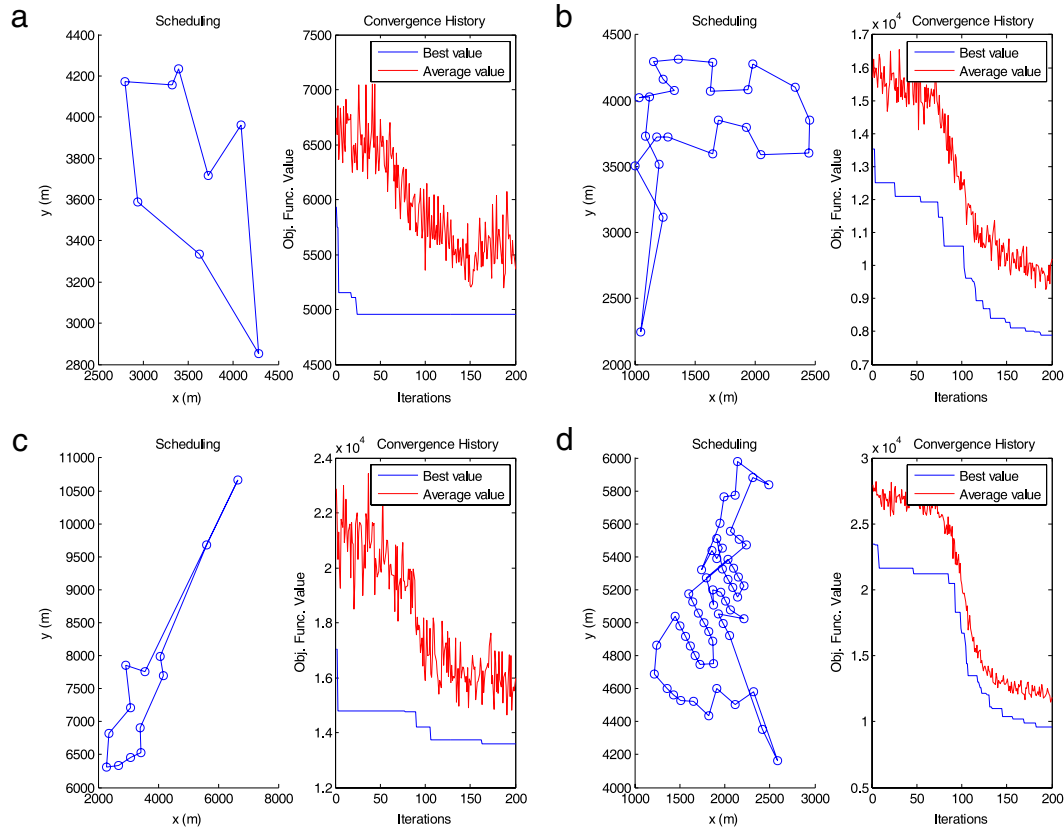 a
Scheduling
4400
4200
4000
3800
3600
3400
3200
3000
2800
y (m)
2500 3000 3500 4000 4500
x (m)
Convergence History
Best value
Average value
7500
7000
6500
6000
5500
5000
4500
Obj. Func. Value
0 50 100 150 200
Iterations
b
Scheduling
5000
4500
4000
3500
3000
2500
2000
y (m)
1000 1500 2000 2500
x (m)
x 10^4
Convergence History
Best value
Average value
1.7
1.6
1.5
1.4
1.3
1.2
1.1
1
0.9
0.8
0.7
Obj. Func. Value
0 50 100 150 200
Iterations
c
Scheduling
11000
10500
10000
9500
9000
8500
8000
7500
7000
6500
6000
y (m)
2000 4000 6000 8000
x (m)
x 10^4
Convergence History
Best value
Average value
2.4
2.2
2
1.8
1.6
1.4
1.2
Obj. Func. Value
0 50 100 150 200
Iterations
d
Scheduling
6000
5800
5600
5400
5200
5000
4800
4600
4400
4200
4000
y (m)
1000 1500 2000 2500 3000
x (m)
x 10^4
Convergence History
Best value
Average value
3
2.5
2
1.5
1
0.5
Obj. Func. Value
0 50 100 150 200
Iterations